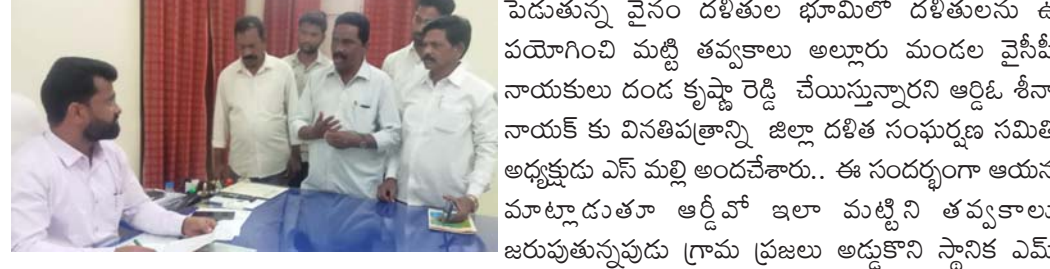 పెడుతున్న వైనం దళితుల భూమిలో దళితులను ఉ
పయోగించి మట్టి తవ్వకాలు అల్లూరు మండల వైసీపీ
నాయకులు దండ కృష్ణా రెడ్డి చేయిస్తున్నారని ఆర్డిఓ శీనా
నాయక్ కు వినతిపత్రాన్ని జిల్లా దళిత సంఘర్షణ సమితి
అధ్యక్షుడు ఎస్ మల్లి అందచేశారు.. ఈ సందర్భంగా ఆయన
మాట్లాడుతూ ఆర్డీవో ఇలా మట్టిని తవ్వకాలు
జరుపుతున్నపుడు గ్రామ ప్రజలు అడ్డుకొని స్థానిక ఎమ్